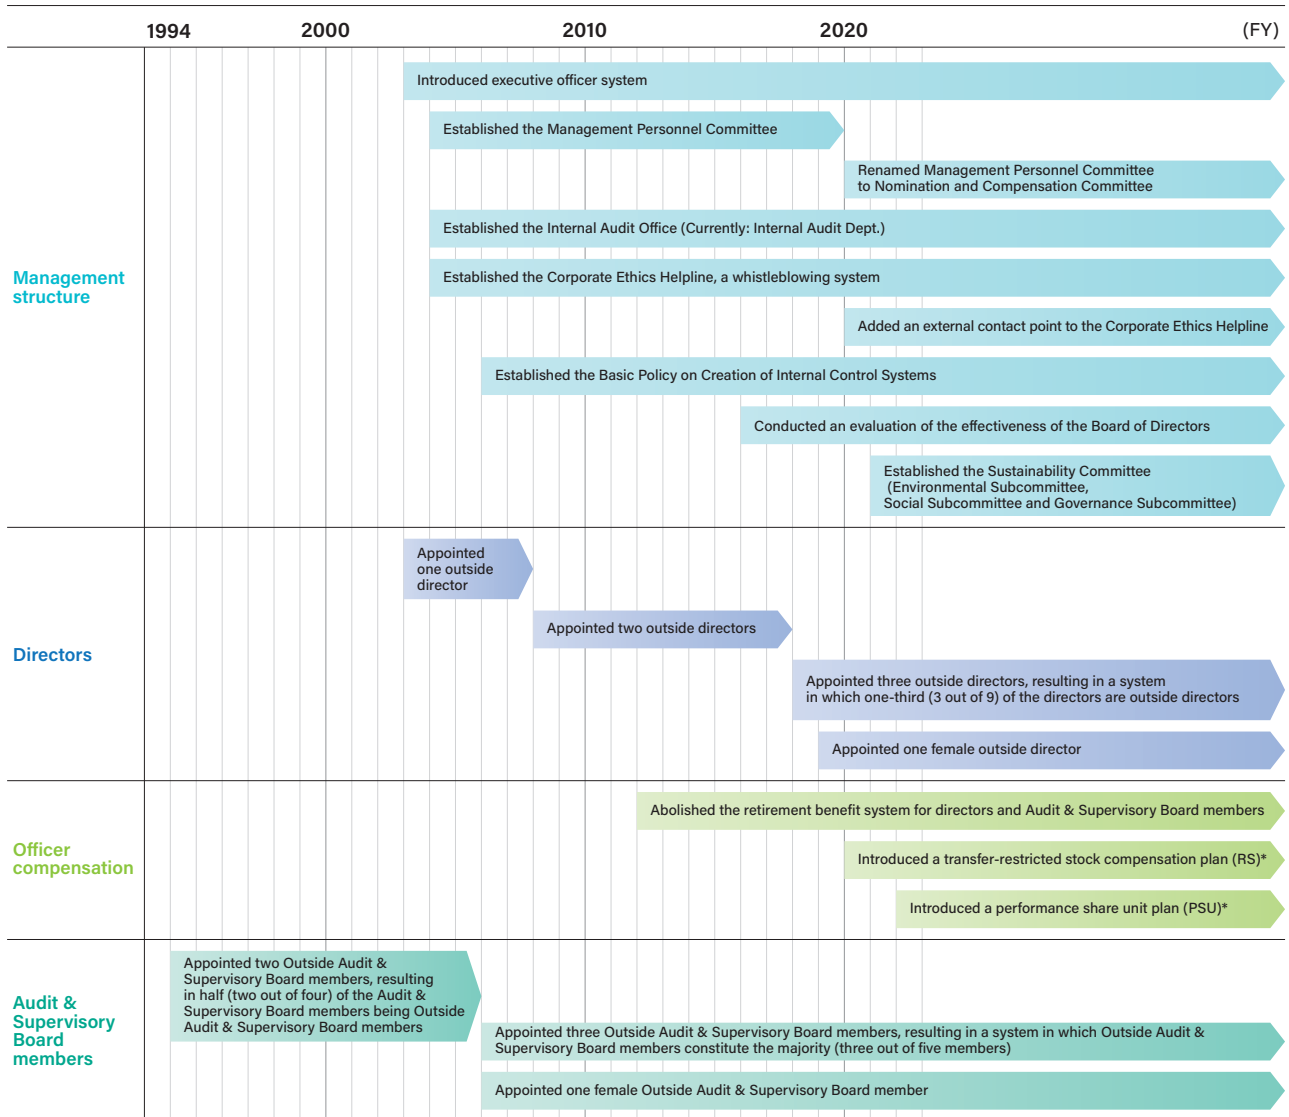 1994 2000 2010 2020 (FY)
Management
structure
Introduced executive officer system
Established the Management Personnel Committee
Renamed Management Personnel Committee
to Nomination and Compensation Committee
Established the Internal Audit Office (Currently: Internal Audit Dept.)
Established the Corporate Ethics Helpline, a whistleblowing system
Added an external contact point to the Corporate Ethics Helpline
Established the Basic Policy on Creation of Internal Control Systems
Conducted an evaluation of the effectiveness of the Board of Directors
Established the Sustainability Committee
(Environmental Subcommittee,
Social Subcommittee and Governance Subcommittee)
Directors
Appointed
one outside
director
Appointed two outside directors
Appointed three outside directors, resulting in a system
in which one-third (3 out of 9) of the directors are outside directors
Appointed one female outside director
Officer
compensation
Abolished the retirement benefit system for directors and Audit & Supervisory Board members
Introduced a transfer-restricted stock compensation plan (RS)*
Introduced a performance share unit plan (PSU)*
Audit &
Supervisory
Board
members
Appointed two Outside Audit &
Supervisory Board members, resulting
in half (two out of four) of the Audit &
Supervisory Board members being Outside
Audit & Supervisory Board members
Appointed three Outside Audit & Supervisory Board members, resulting in a system in which Outside Audit &
Supervisory Board members constitute the majority (three out of five members)
Appointed one female Outside Audit & Supervisory Board member